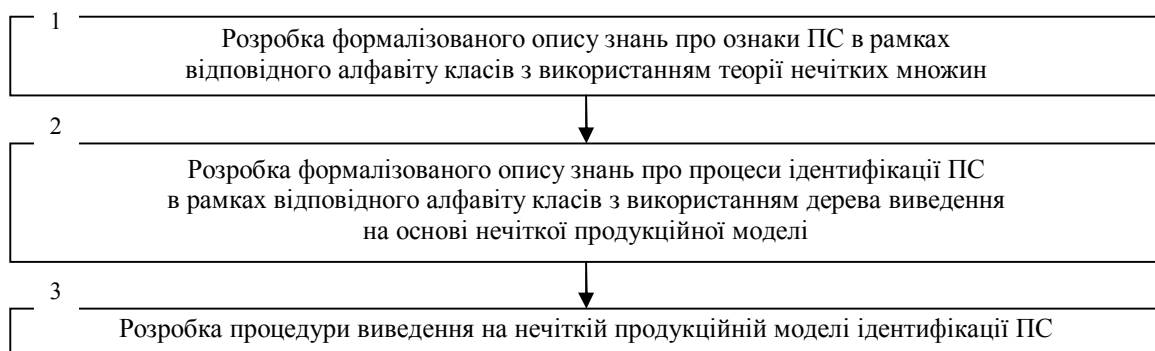 1
Розробка формалізованого опису знань про ознаки ПС в рамках
відповідного алфавіту класів з використанням теорії нечітких множин
2
Розробка формалізованого опису знань про процеси ідентифікації ПС
в рамках відповідного алфавіту класів з використанням дерева виведення
на основі нечіткої продукційної моделі
3
Розробка процедури виведення на нечіткій продукційній моделі ідентифікації ПС